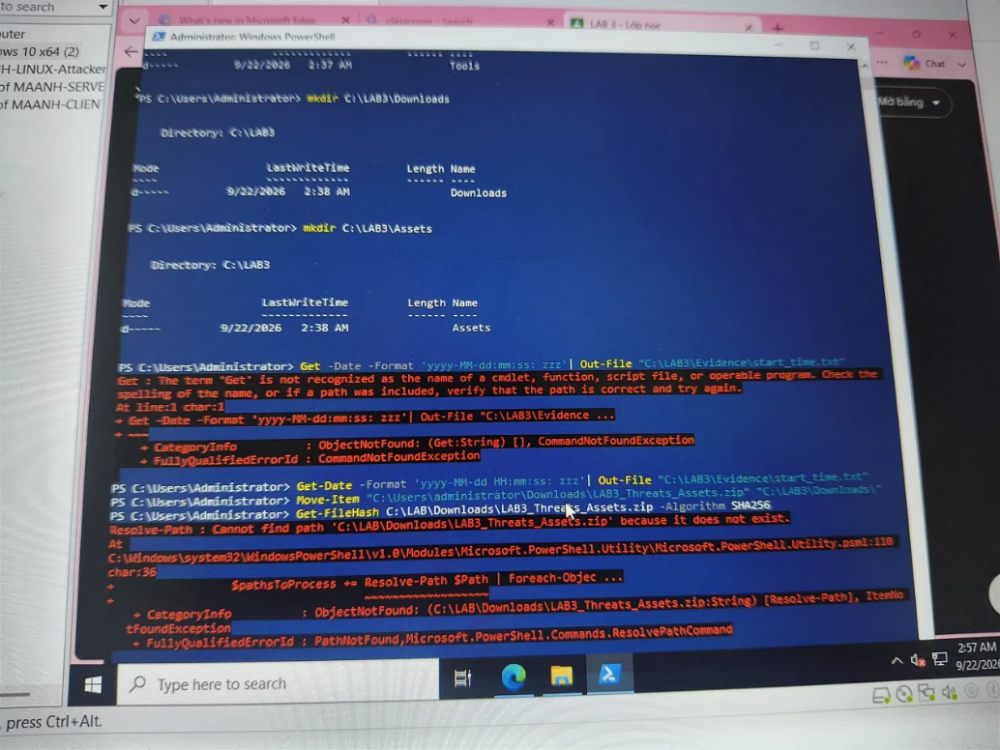 to search
What's new in Microsoft Edge
classroom - Search
LAB 3 - Lớp học
Administrator: Windows PowerShell
Chat
Mở bảng
uter
ows 10 x64 (2)
H-LINUX-Attacker
of MAANH-SERVE
of MAANH-CLIEN
d-----        9/22/2026   2:37 AM                Tools
PS C:\Users\Administrator> mkdir C:\LAB3\Downloads
Directory: C:\LAB3
Mode                LastWriteTime         Length Name
----                -------------         ------ ----
d-----        9/22/2026   2:38 AM                Downloads
PS C:\Users\Administrator> mkdir C:\LAB3\Assets
Directory: C:\LAB3
Mode                LastWriteTime         Length Name
----                -------------         ------ ----
d-----        9/22/2026   2:38 AM                Assets
PS C:\Users\Administrator> Get -Date -Format 'yyyy-MM-dd:mm:ss: zzz'| Out-File "C:\LAB3\Evidence\start_time.txt"
Get : The term 'Get' is not recognized as the name of a cmdlet, function, script file, or operable program. Check the
spelling of the name, or if a path was included, verify that the path is correct and try again.
At line:1 char:1
+ Get -Date -Format 'yyyy-MM-dd:mm:ss: zzz'| Out-File "C:\LAB3\Evidence ...
+ ~~~
+ CategoryInfo          : ObjectNotFound: (Get:String) [], CommandNotFoundException
+ FullyQualifiedErrorId : CommandNotFoundException
PS C:\Users\Administrator> Get-Date -Format 'yyyy-MM-dd HH:mm:ss: zzz'| Out-File "C:\LAB3\Evidence\start_time.txt"
PS C:\Users\Administrator> Move-Item "C:\Users\administrator\Downloads\LAB3_Threats_Assets.zip" "C:\LAB3\Downloads\"
PS C:\Users\Administrator> Get-FileHash C:\LAB\Downloads\LAB3_Threats_Assets.zip -Algorithm SHA256
Resolve-Path : Cannot find path 'C:\LAB\Downloads\LAB3_Threats_Assets.zip' because it does not exist.
At
C:\Windows\system32\WindowsPowerShell\v1.0\Modules\Microsoft.PowerShell.Utility\Microsoft.PowerShell.Utility.psm1:110
char:36
+                 $pathsToProcess += Resolve-Path $Path | Foreach-Objec ...
+                                    ~~~~~~~~~~~~~~~~~~
+ CategoryInfo          : ObjectNotFound: (C:\LAB\Downloads\LAB3_Threats_Assets.zip:String) [Resolve-Path], ItemNo
tFoundException
+ FullyQualifiedErrorId : PathNotFound,Microsoft.PowerShell.Commands.ResolvePathCommand
Type here to search
2:57 AM
9/22/2026
, press Ctrl+Alt.